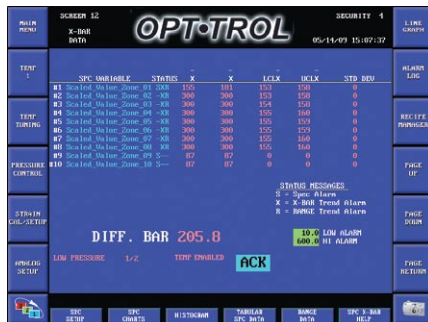 MAIN MENU
SCREEN 12
X-BAR DATA
OPT•TROL
SECURITY 4
05/14/09 15:07:37
LINE GRAPH
TEMP 1
ALARM LOG
TEMP TUNING
RECIPE MANAGER
PRESSURE CONTROL
PAGE UP
STRAIN CAL/SETUP
PAGE DOWN
ANALOG SETUP
PAGE RETURN
SPC VARIABLE STATUS X X LCLX UCLX STD DEV
#1 Scaled_Value_Zone_01 SXR 155 181 153 158 0
#2 Scaled_Value_Zone_02 -XR 300 300 153 158 0
#3 Scaled_Value_Zone_03 -XR 300 300 154 158 0
#4 Scaled_Value_Zone_04 -XR 300 300 155 160 0
#5 Scaled_Value_Zone_05 -XR 300 300 155 159 0
#6 Scaled_Value_Zone_06 -XR 300 300 155 159 0
#7 Scaled_Value_Zone_07 -XR 300 300 155 160 0
#8 Scaled_Value_Zone_08 XR 300 300 155 160 0
#9 Scaled_Value_Zone_09 S-- 87 87 0 0 0
#10 Scaled_Value_Zone_10 S-- 87 87 0 0 0
STATUS MESSAGES
S = Spec Alarm
X = X-BAR Trend Alarm
R = RANGE Trend Alarm
DIFF. BAR 205.8
10.0 LOW ALARM
600.0 HI ALARM
LOW PRESSURE 1/2 TEMP ENABLED ACK
SPC SETUP
SPC CHARTS
HISTOGRAM
TABULAR SPC DATA
RANGE DATA
SPC X-BAR HELP